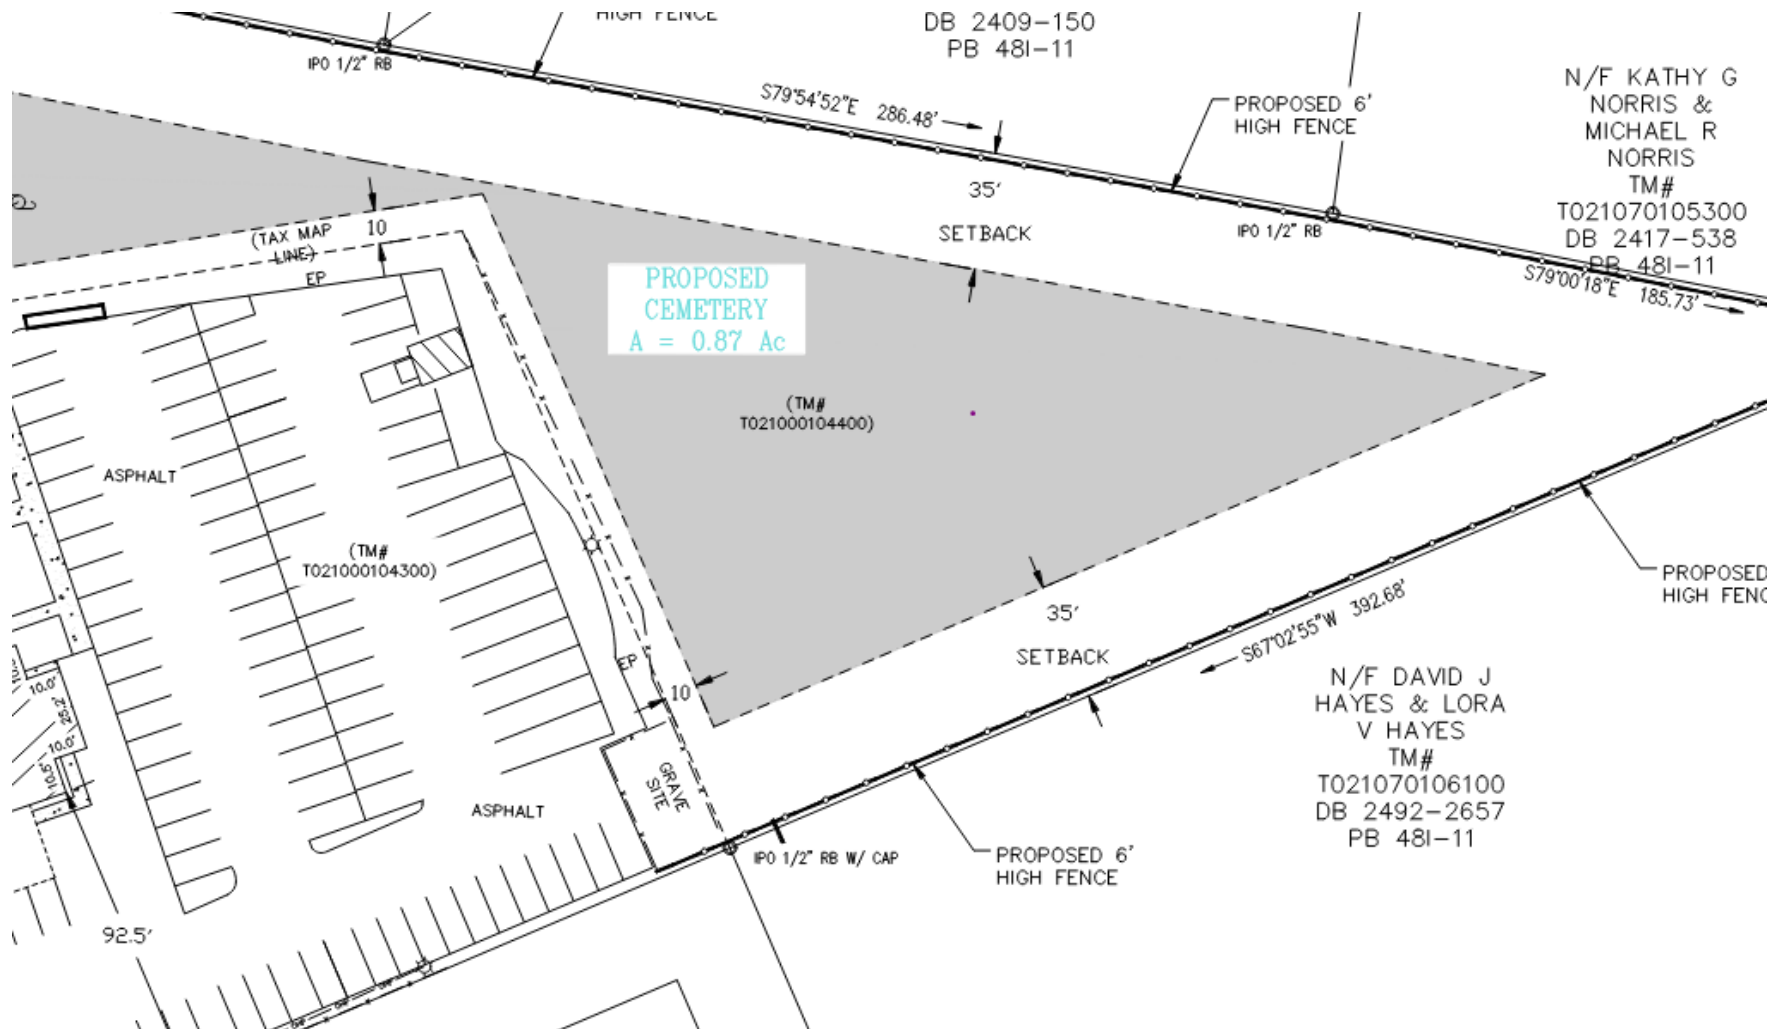 HIGH FENCE
DB 2409-150
PB 48I-11
IPO 1/2" RB
S79°54'52"E 286.48'
PROPOSED 6'
HIGH FENCE
N/F KATHY G
NORRIS &
MICHAEL R
NORRIS
TM#
T021070105300
DB 2417-538
PB 48I-11
35'
SETBACK
IPO 1/2" RB
S79°00'18"E 185.73'
10
(TAX MAP
LINE)
EP
PROPOSED
CEMETERY
A = 0.87 Ac
(TM#
T021000104400)
ASPHALT
(TM#
T021000104300)
35'
SETBACK
S67°02'55"W 392.68'
PROPOSED
HIGH FENC
EP
10
10.0'
25.2'
10.0'
10.5'
GRAVE
SITE
ASPHALT
IPO 1/2" RB W/ CAP
PROPOSED 6'
HIGH FENCE
N/F DAVID J
HAYES & LORA
V HAYES
TM#
T021070106100
DB 2492-2657
PB 48I-11
92.5'